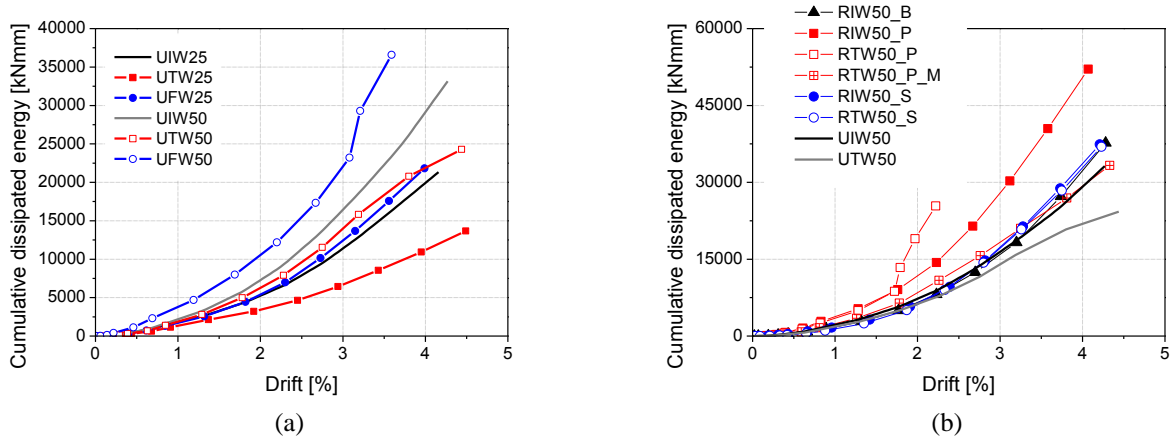 40000
35000
30000
25000
20000
15000
10000
5000
0
Cumulative dissipated energy [kNmm]
UIW25
UTW25
UFW25
UIW50
UTW50
UFW50
0 1 2 3 4 5
Drift [%]
(a)
60000
45000
30000
15000
0
Cumulative dissipated energy [kNmm]
RIW50_B
RIW50_P
RTW50_P
RTW50_P_M
RIW50_S
RTW50_S
UIW50
UTW50
0 1 2 3 4 5
Drift [%]
(b)